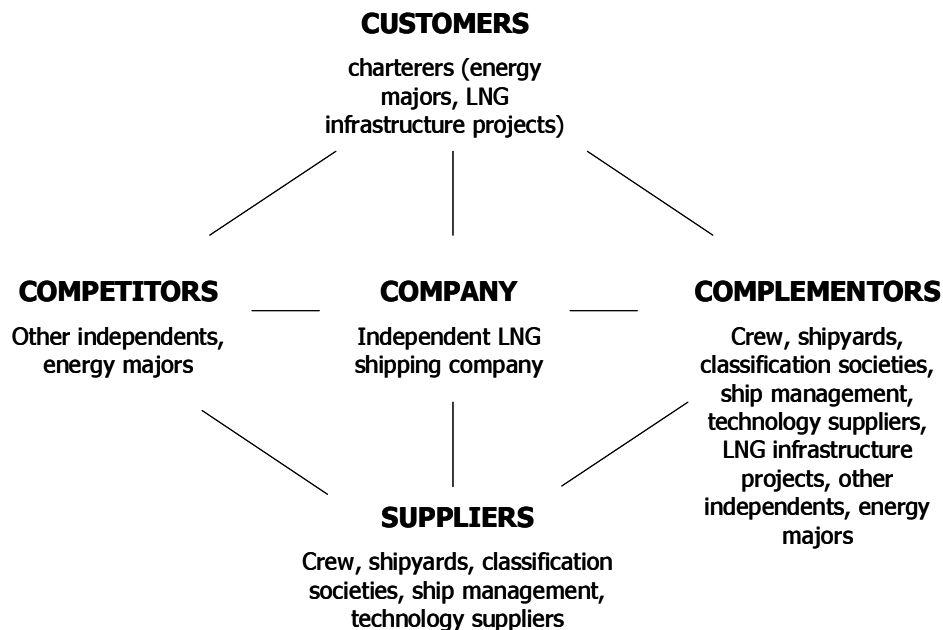 CUSTOMERS
charterers (energy
majors, LNG
infrastructure projects)
COMPETITORS
Other independents,
energy majors
COMPANY
Independent LNG
shipping company
COMPLEMENTORS
Crew, shipyards,
classification societies,
ship management,
technology suppliers,
LNG infrastructure
projects, other
independents, energy
majors
SUPPLIERS
Crew, shipyards, classification
societies, ship management,
technology suppliers